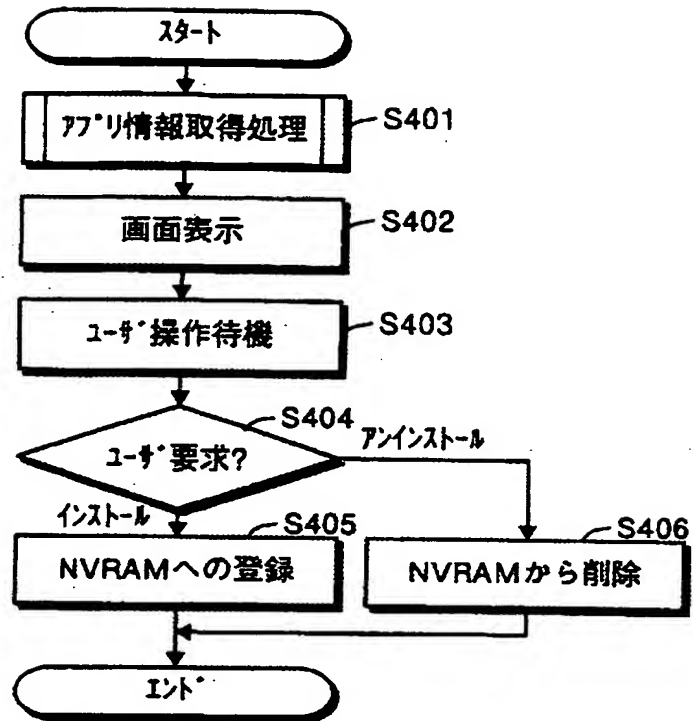 スタート
アプリ情報取得処理
S401
画面表示
S402
ユーザ操作待機
S403
S404
ユーザ要求?
アンインストール
インストール
S405
NVRAMへの登録
S406
NVRAMから削除
エンド